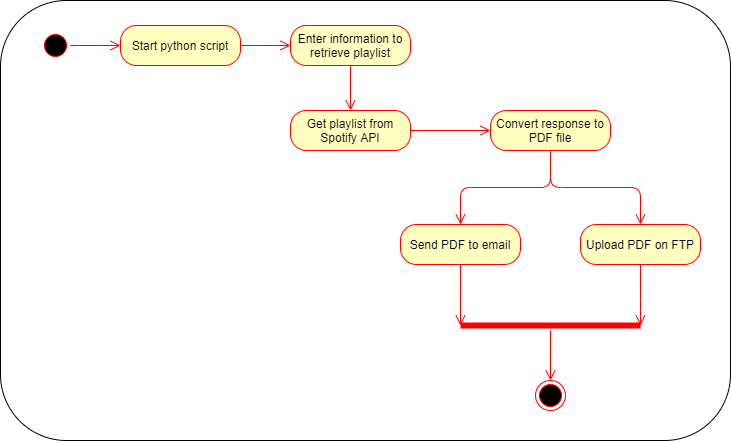 Start python script
Enter information to
retrieve playlist
Get playlist from
Spotify API
Convert response to
PDF file
Send PDF to email
Upload PDF on FTP